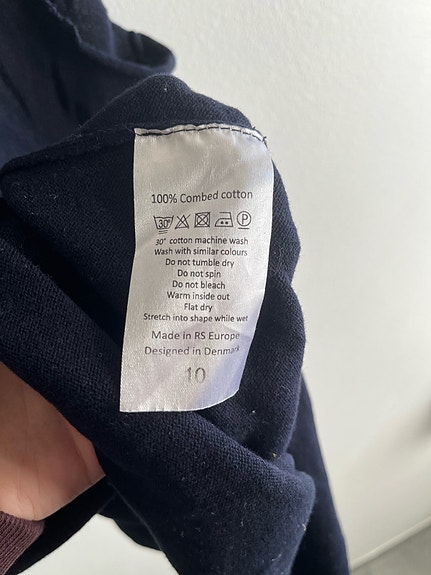 100% Combed cotton
30° P
30° cotton machine wash
Wash with similar colours
Do not tumble dry
Do not spin
Do not bleach
Warm inside out
Flat dry
Stretch into shape while wet
Made in RS Europe
Designed in Denmark
10